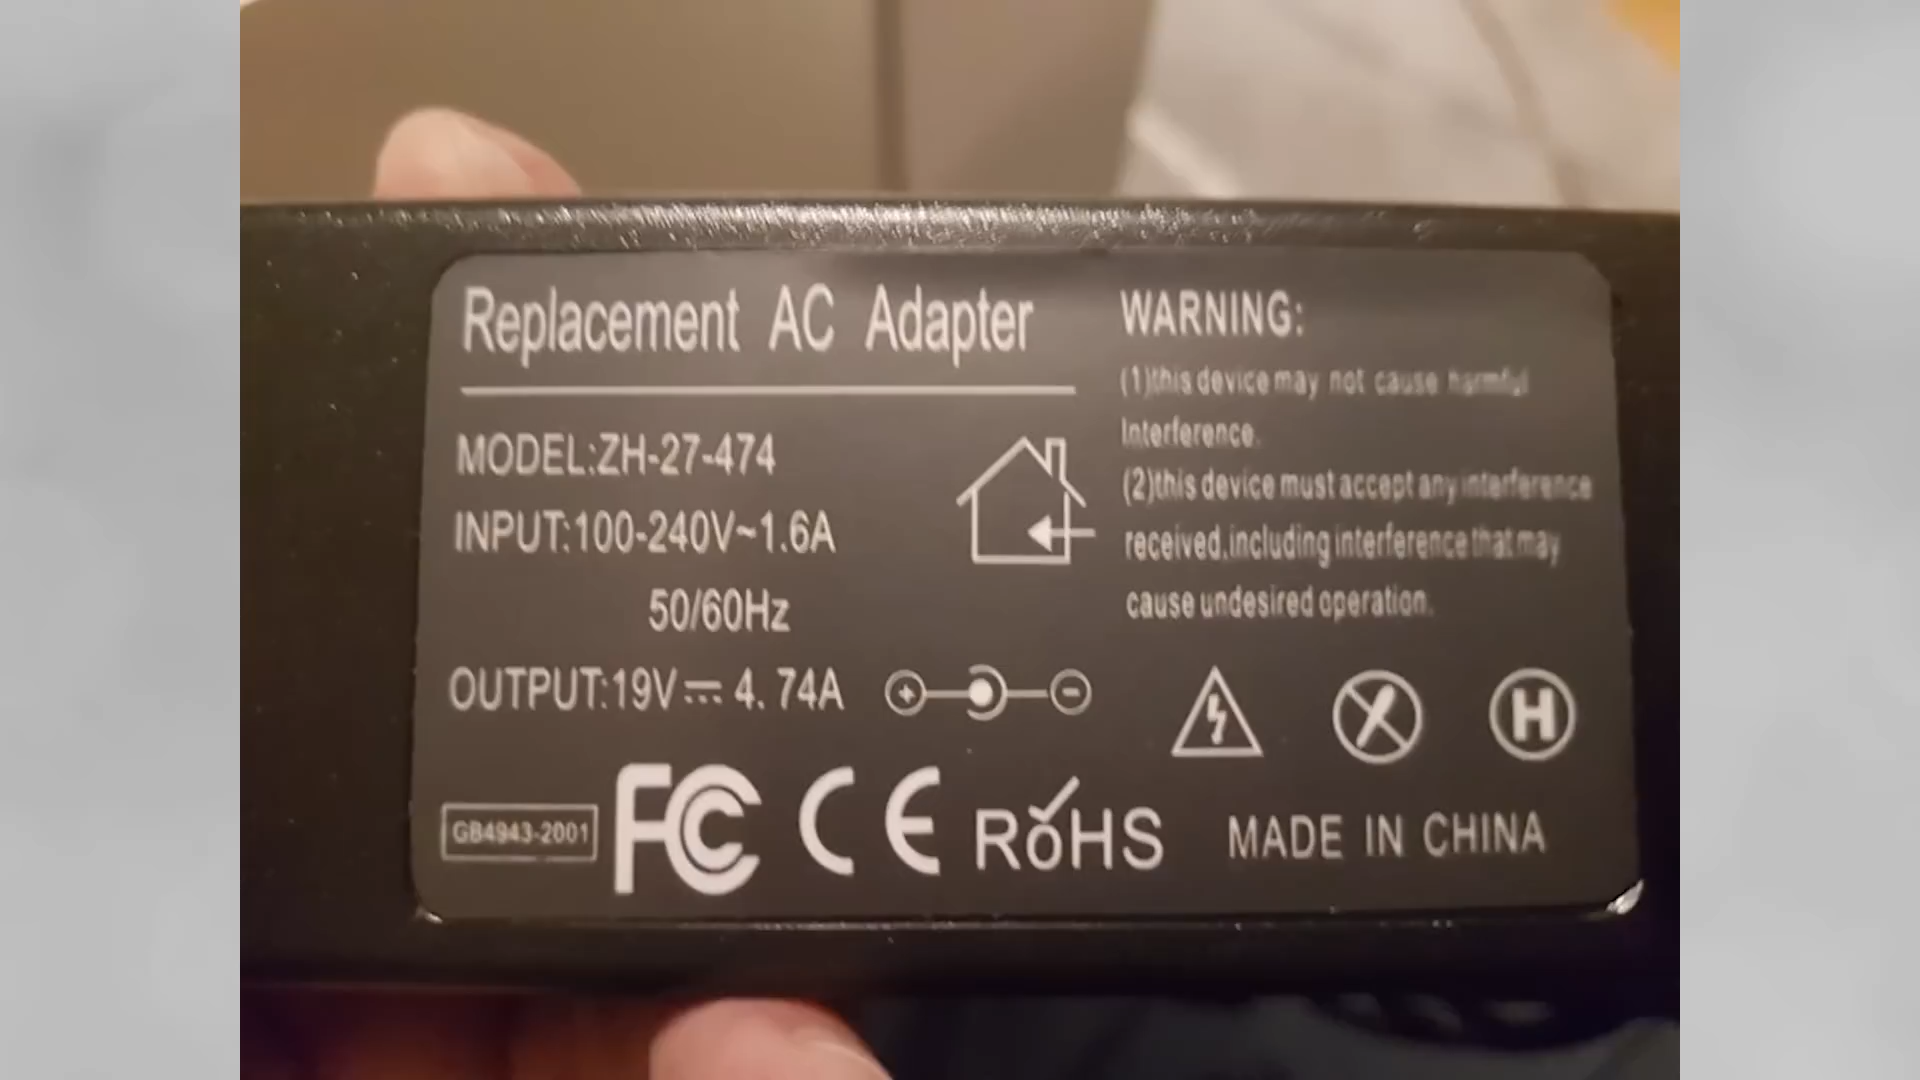 Replacement AC Adapter
MODEL:ZH-27-474
INPUT:100-240V~1.6A
50/60Hz
OUTPUT:19V⎓4.74A
+ -
GB4943-2001
FC CE RoHS
WARNING:
(1)this device may not cause harmful
Interference.
(2)this device must accept any interference
received,including interference that may
cause undesired operation.
H
MADE IN CHINA